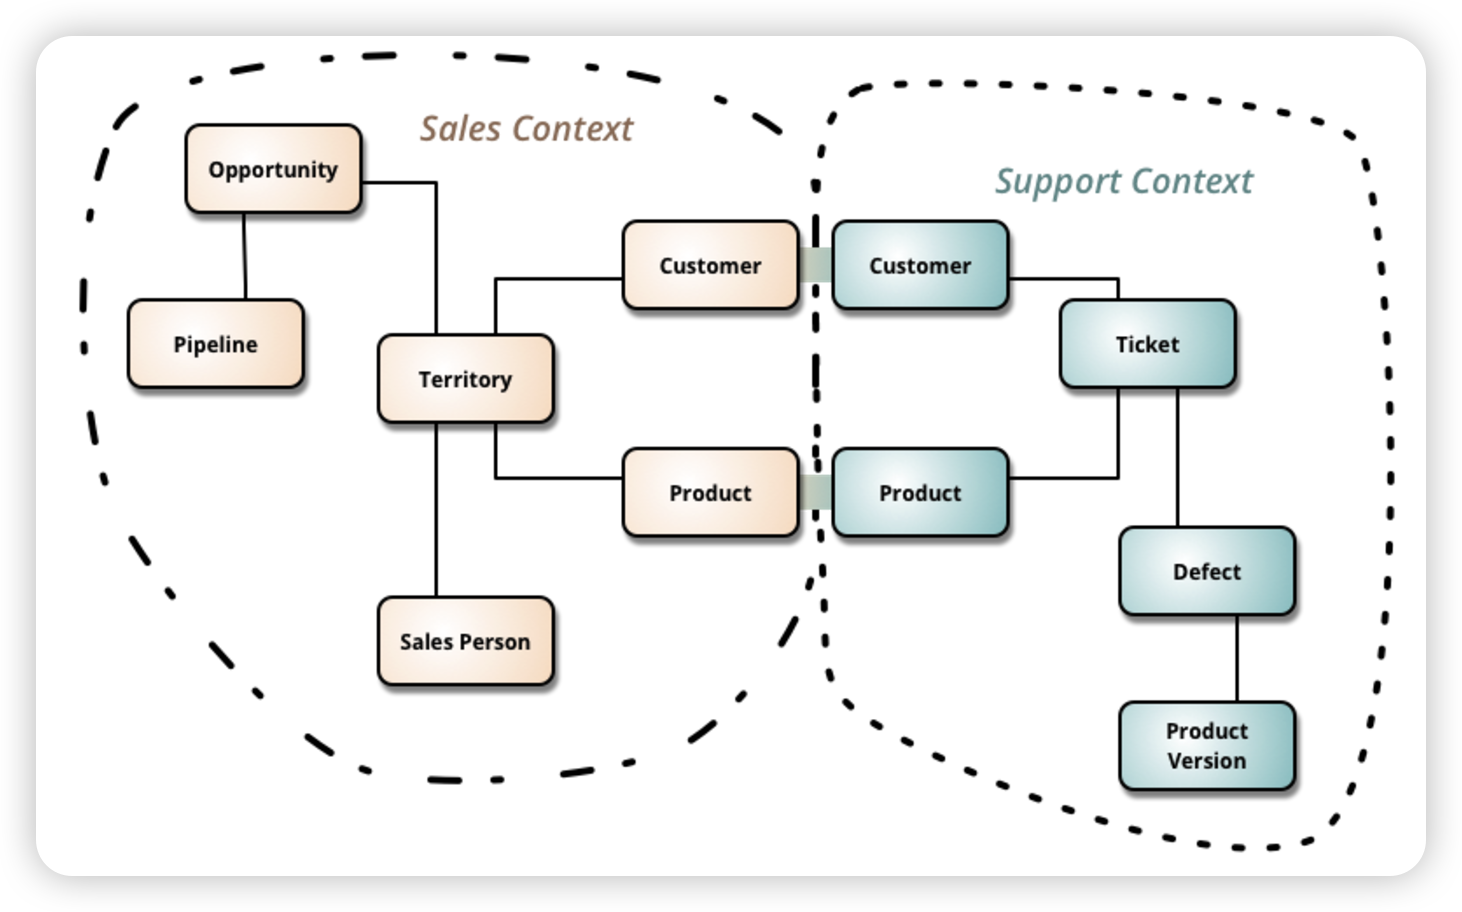 Sales Context
Opportunity
Support Context
Customer
Customer
Pipeline
Ticket
Territory
Product
Product
Defect
Sales Person
Product
Version